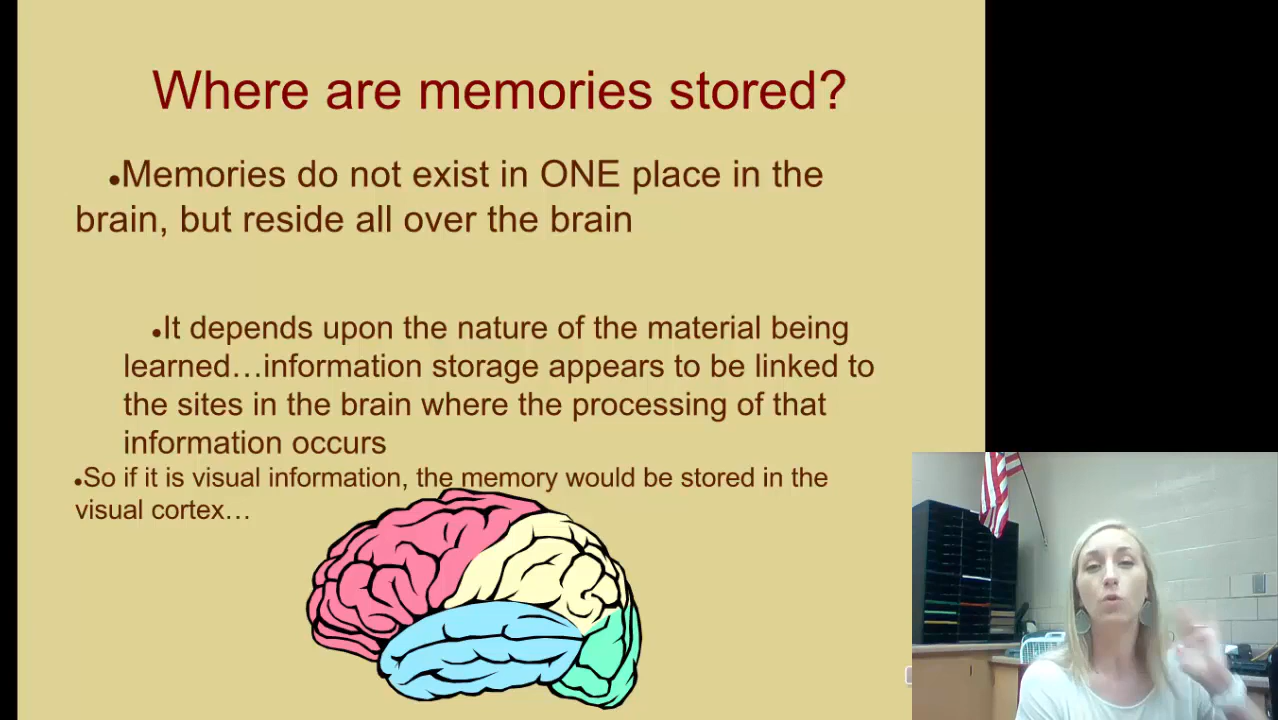 Where are memories stored?
●Memories do not exist in ONE place in the
brain, but reside all over the brain
●It depends upon the nature of the material being
learned…information storage appears to be linked to
the sites in the brain where the processing of that
information occurs
●So if it is visual information, the memory would be stored in the
visual cortex…